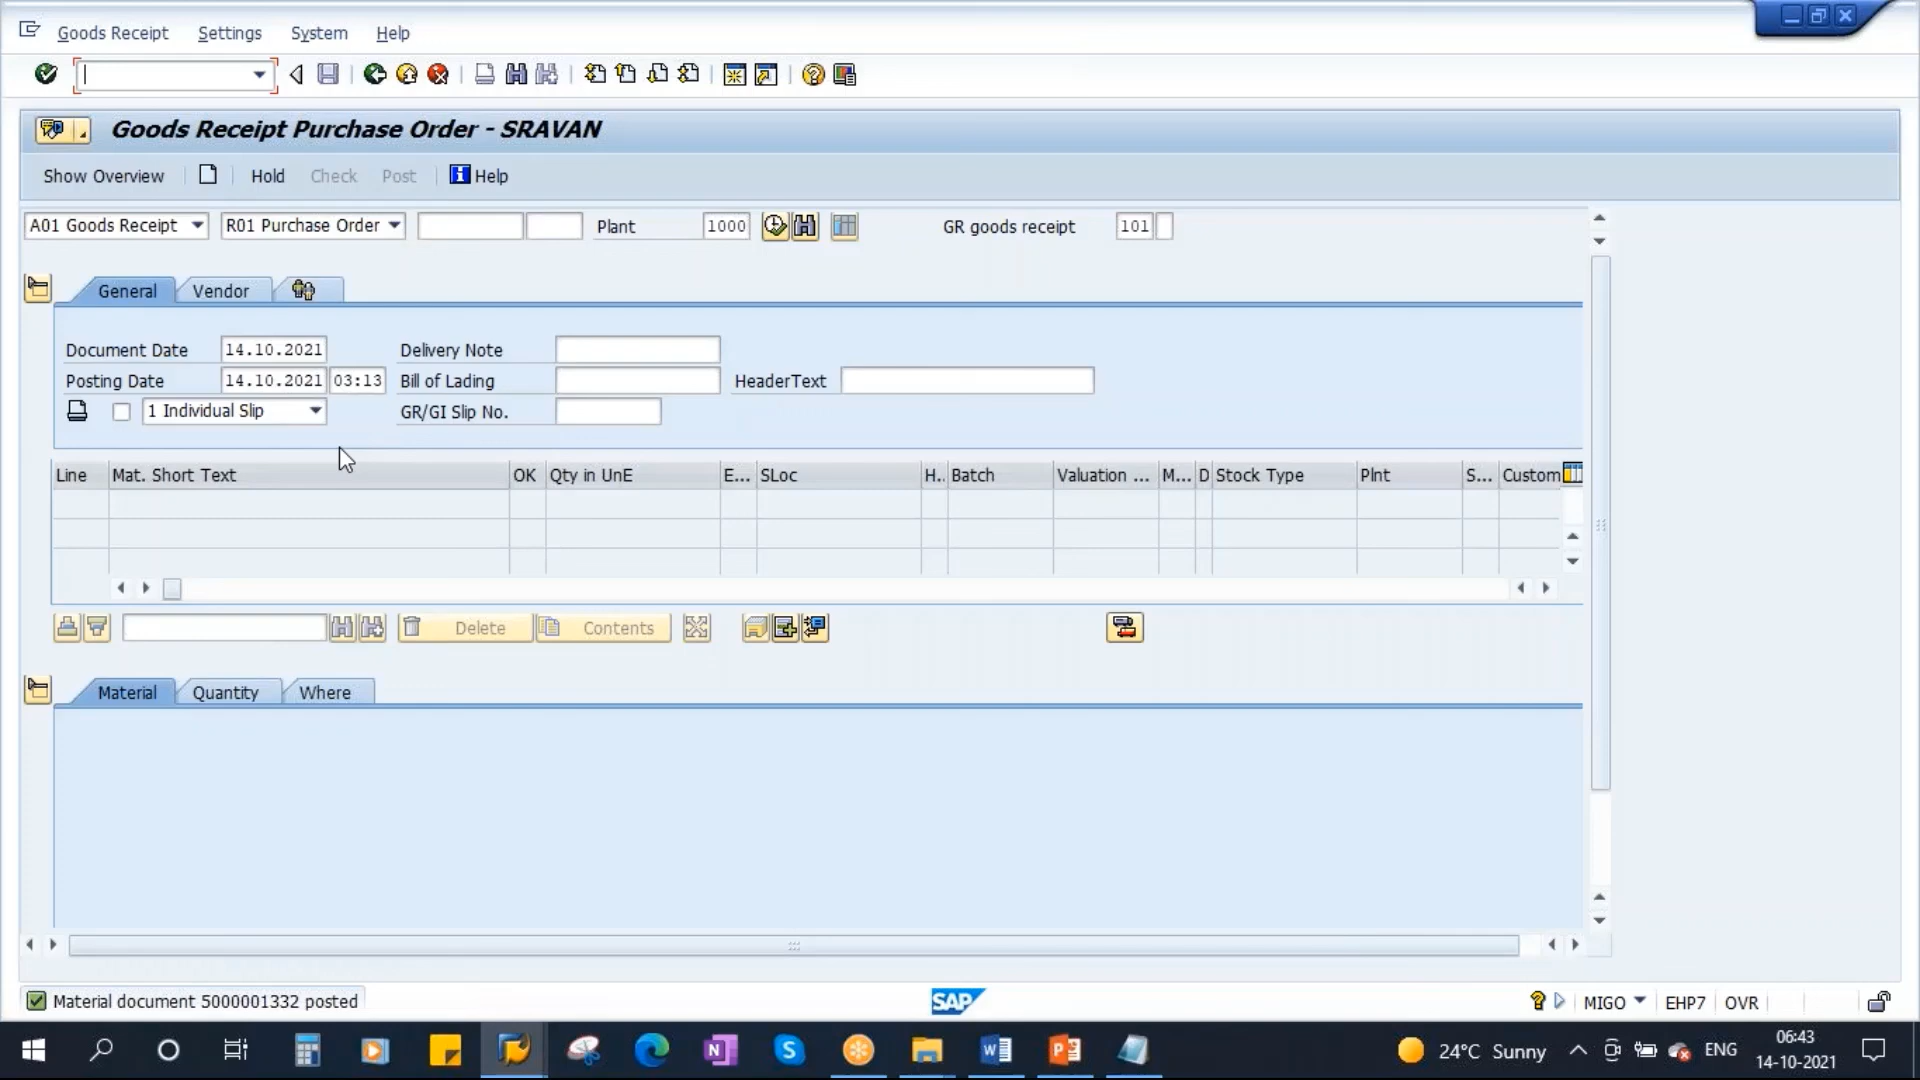 Goods Receipt Settings System Help
Goods Receipt Purchase Order - SRAVAN
Show Overview Hold Check Post Help
A01 Goods Receipt R01 Purchase Order Plant 1000 GR goods receipt 101
General Vendor
Document Date 14.10.2021 Delivery Note
Posting Date 14.10.2021 03:13 Bill of Lading HeaderText
1 Individual Slip GR/GI Slip No.
Line Mat. Short Text OK Qty in UnE E... SLoc H.. Batch Valuation ... M... D Stock Type Plnt S... Custom
Delete Contents
Material Quantity Where
Material document 5000001332 posted SAP MIGO EHP7 OVR
24°C Sunny ENG 06:43
14-10-2021